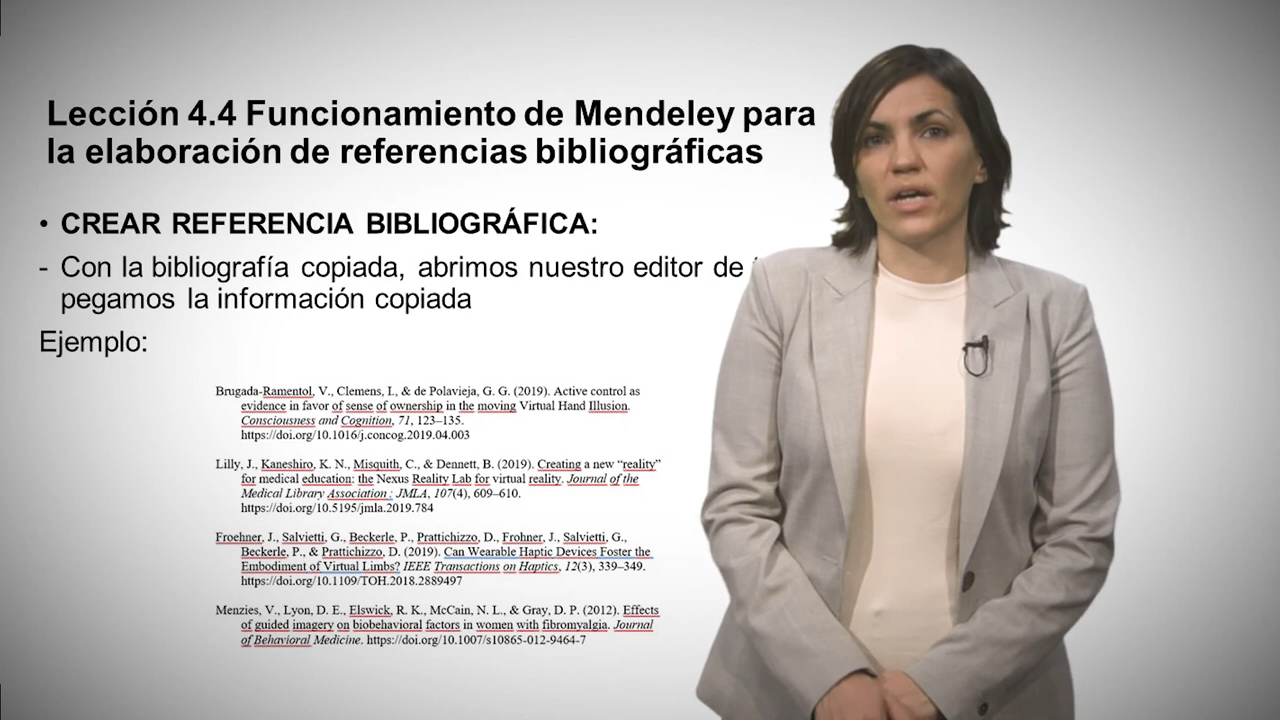 Lección 4.4 Funcionamiento de Mendeley para
la elaboración de referencias bibliográficas
• CREAR REFERENCIA BIBLIOGRÁFICA:
- Con la bibliografía copiada, abrimos nuestro editor de
pegamos la información copiada
Ejemplo:
Brugada-Ramentol, V., Clemens, I., & de Polavieja, G. G. (2019). Active control as
evidence in favor of sense of ownership in the moving Virtual Hand Illusion.
Consciousness and Cognition, 71, 123–135.
https://doi.org/10.1016/j.concog.2019.04.003
Lilly, J., Kaneshiro, K. N., Misquith, C., & Dennett, B. (2019). Creating a new “reality”
for medical education: the Nexus Reality Lab for virtual reality. Journal of the
Medical Library Association : JMLA, 107(4), 609–610.
https://doi.org/10.5195/jmla.2019.784
Froehner, J., Salvietti, G., Beckerle, P., Prattichizzo, D., Frohner, J., Salvietti, G.,
Beckerle, P., & Prattichizzo, D. (2019). Can Wearable Haptic Devices Foster the
Embodiment of Virtual Limbs? IEEE Transactions on Haptics, 12(3), 339–349.
https://doi.org/10.1109/TOH.2018.2889497
Menzies, V., Lyon, D. E., Elswick, R. K., McCain, N. L., & Gray, D. P. (2012). Effects
of guided imagery on biobehavioral factors in women with fibromyalgia. Journal
of Behavioral Medicine. https://doi.org/10.1007/s10865-012-9464-7